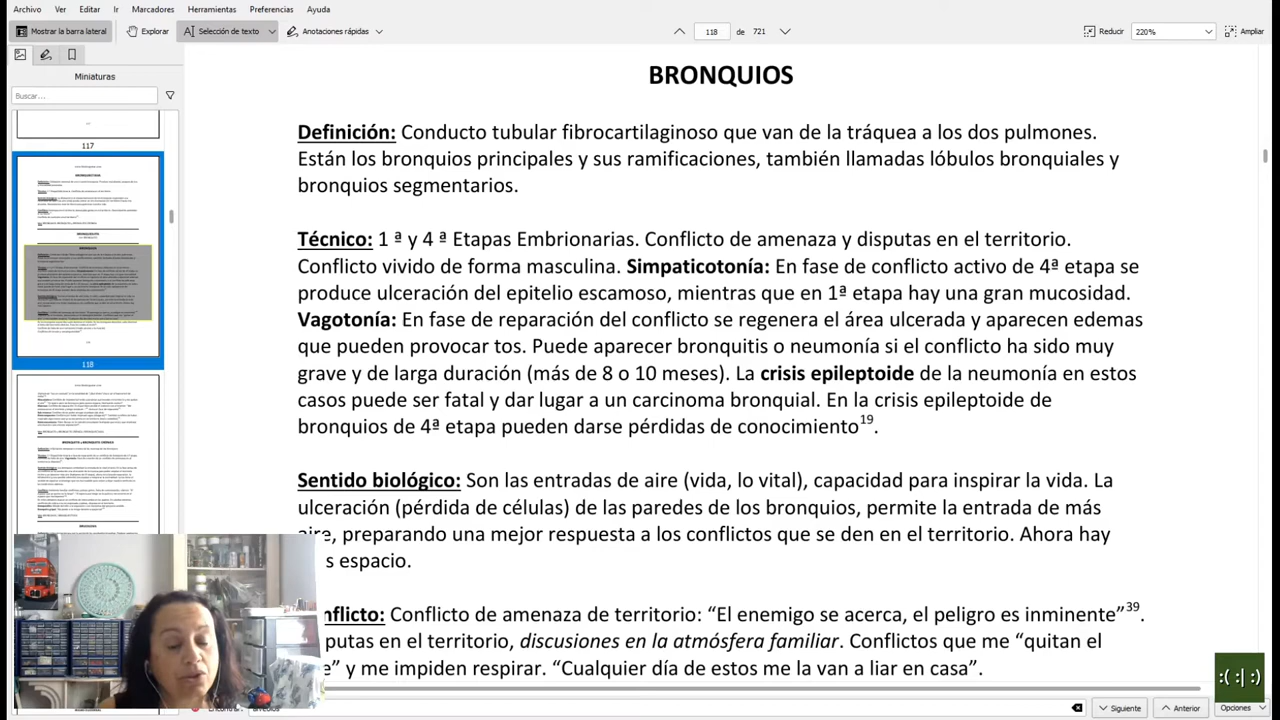 Archivo Ver Editar Ir Marcadores Herramientas Preferencias Ayuda
Mostrar la barra lateral Explorar Selección de texto Anotaciones rápidas 118 de 721 Reducir 220% Ampliar
Miniaturas
Buscar...
117
118
BRONQUIOS
Definición: Conducto tubular fibrocartilaginoso que van de la tráquea a los dos pulmones.
Están los bronquios principales y sus ramificaciones, también llamadas lóbulos bronquiales y
bronquios segmentarios.
Técnico: 1 ª y 4 ª Etapas embrionarias. Conflicto de amenaza y disputas en el territorio.
Conflicto vivido de forma masculina. Simpaticotonía: En fase de conflicto activo de 4ª etapa se
produce ulceración del epitelio escamoso, mientras que en 1ª etapa hay una gran mucosidad.
Vagotonía: En fase de reparación del conflicto se regenera el área ulcerada y aparecen edemas
que pueden provocar tos. Puede aparecer bronquitis o neumonía si el conflicto ha sido muy
grave y de larga duración (más de 8 o 10 meses). La crisis epileptoide de la neumonía en estos
casos puede ser fatal o dar lugar a un carcinoma bronquial. En la crisis epileptoide de
bronquios de 4ª etapa pueden darse pérdidas de conocimiento19.
Sentido biologico: Son las entradas de aire (vida, lo vital), capacidad para inspirar la vida. La
ulceración (pérdida de células) de las paredes de los bronquios, permite la entrada de más
aire, preparando una mejor respuesta a los conflictos que se den en el territorio. Ahora hay
s espacio.
nflicto: Conflicto de amenaza de territorio: “El enemigo se acerca, el peligro es inminente”39.
putas en el territorio, discusiones en la atmósfera familiar. Conflictos de que me “quitan el
e” y me impiden respirar. “Cualquier día de estos se la van a liar en casa”.
:( :| :)
Encontrar: alveolos Siguiente Anterior Opciones